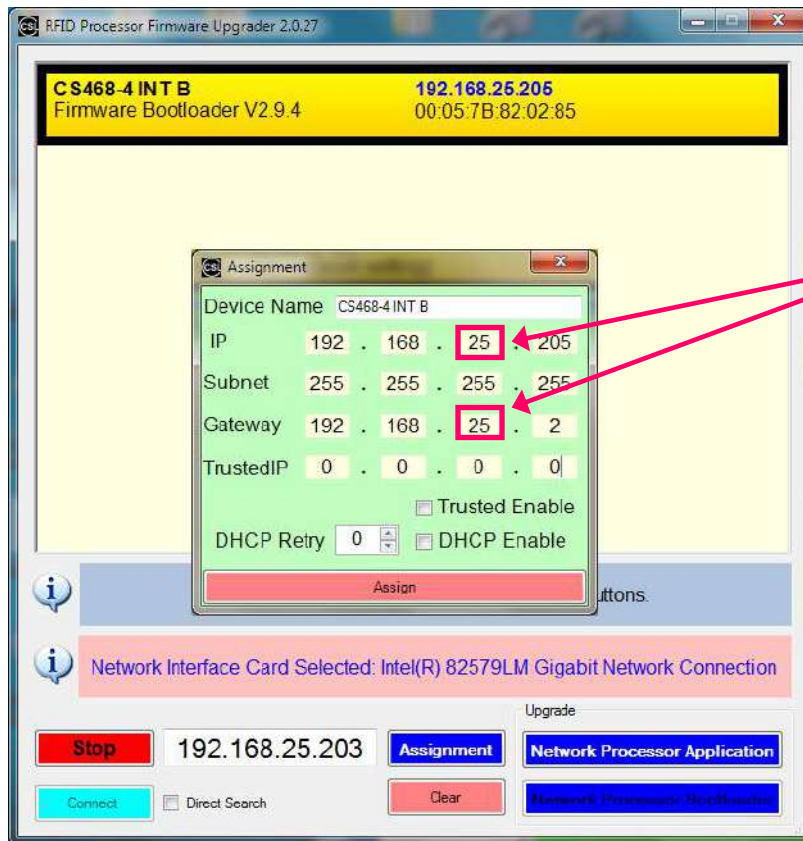 CSL RFID Processor Firmware Upgrader 2.0.27
CS468-4 INT B 192.168.25.205
Firmware Bootloader V2.9.4 00:05:7B:82:02:85
CSL Assignment
Device Name CS468-4 INT B
IP 192 . 168 . 25 . 205
Subnet 255 . 255 . 255 . 255
Gateway 192 . 168 . 25 . 2
TrustedIP 0 . 0 . 0 . 0
Trusted Enable
DHCP Retry 0 DHCP Enable
Assign
uttons.
Network Interface Card Selected: Intel(R) 82579LM Gigabit Network Connection
Upgrade
Stop 192.168.25.203 Assignment Network Processor Application
Connect Direct Search Clear Network Processor Bootloader